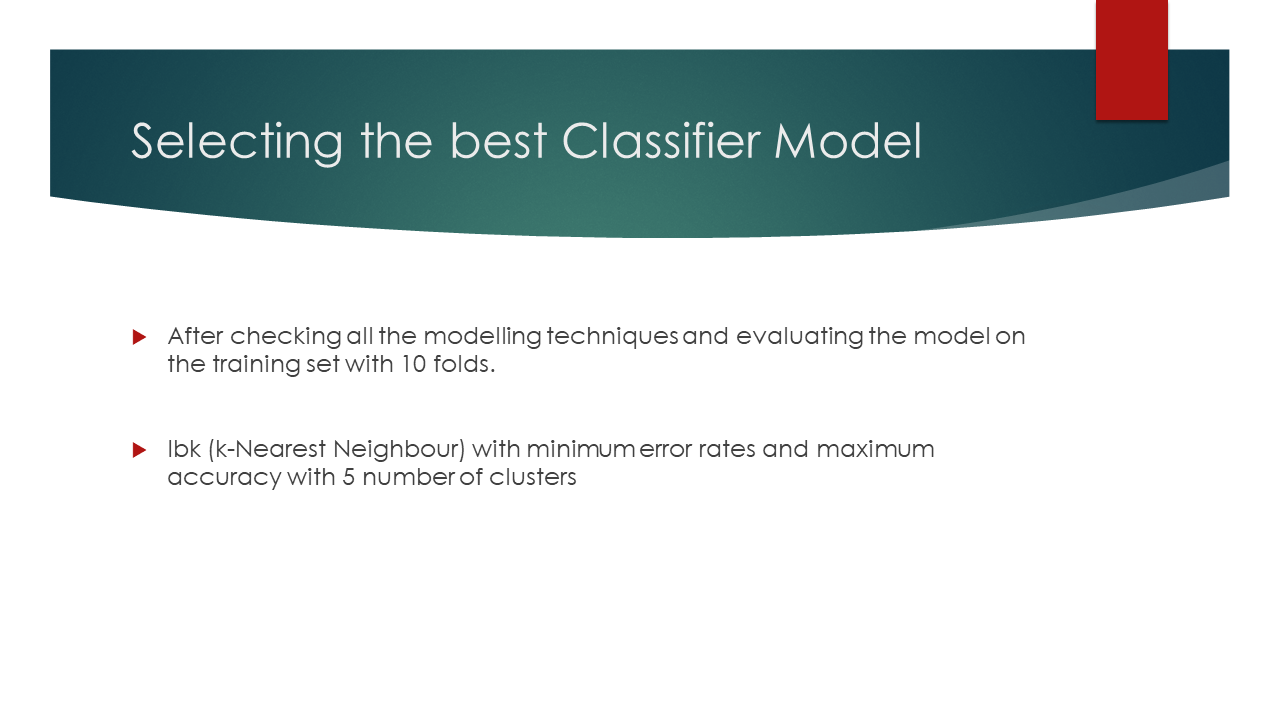 Selecting the best Classifier Model
After checking all the modelling techniques and evaluating the model on
the training set with 10 folds.
Ibk (k-Nearest Neighbour) with minimum error rates and maximum
accuracy with 5 number of clusters